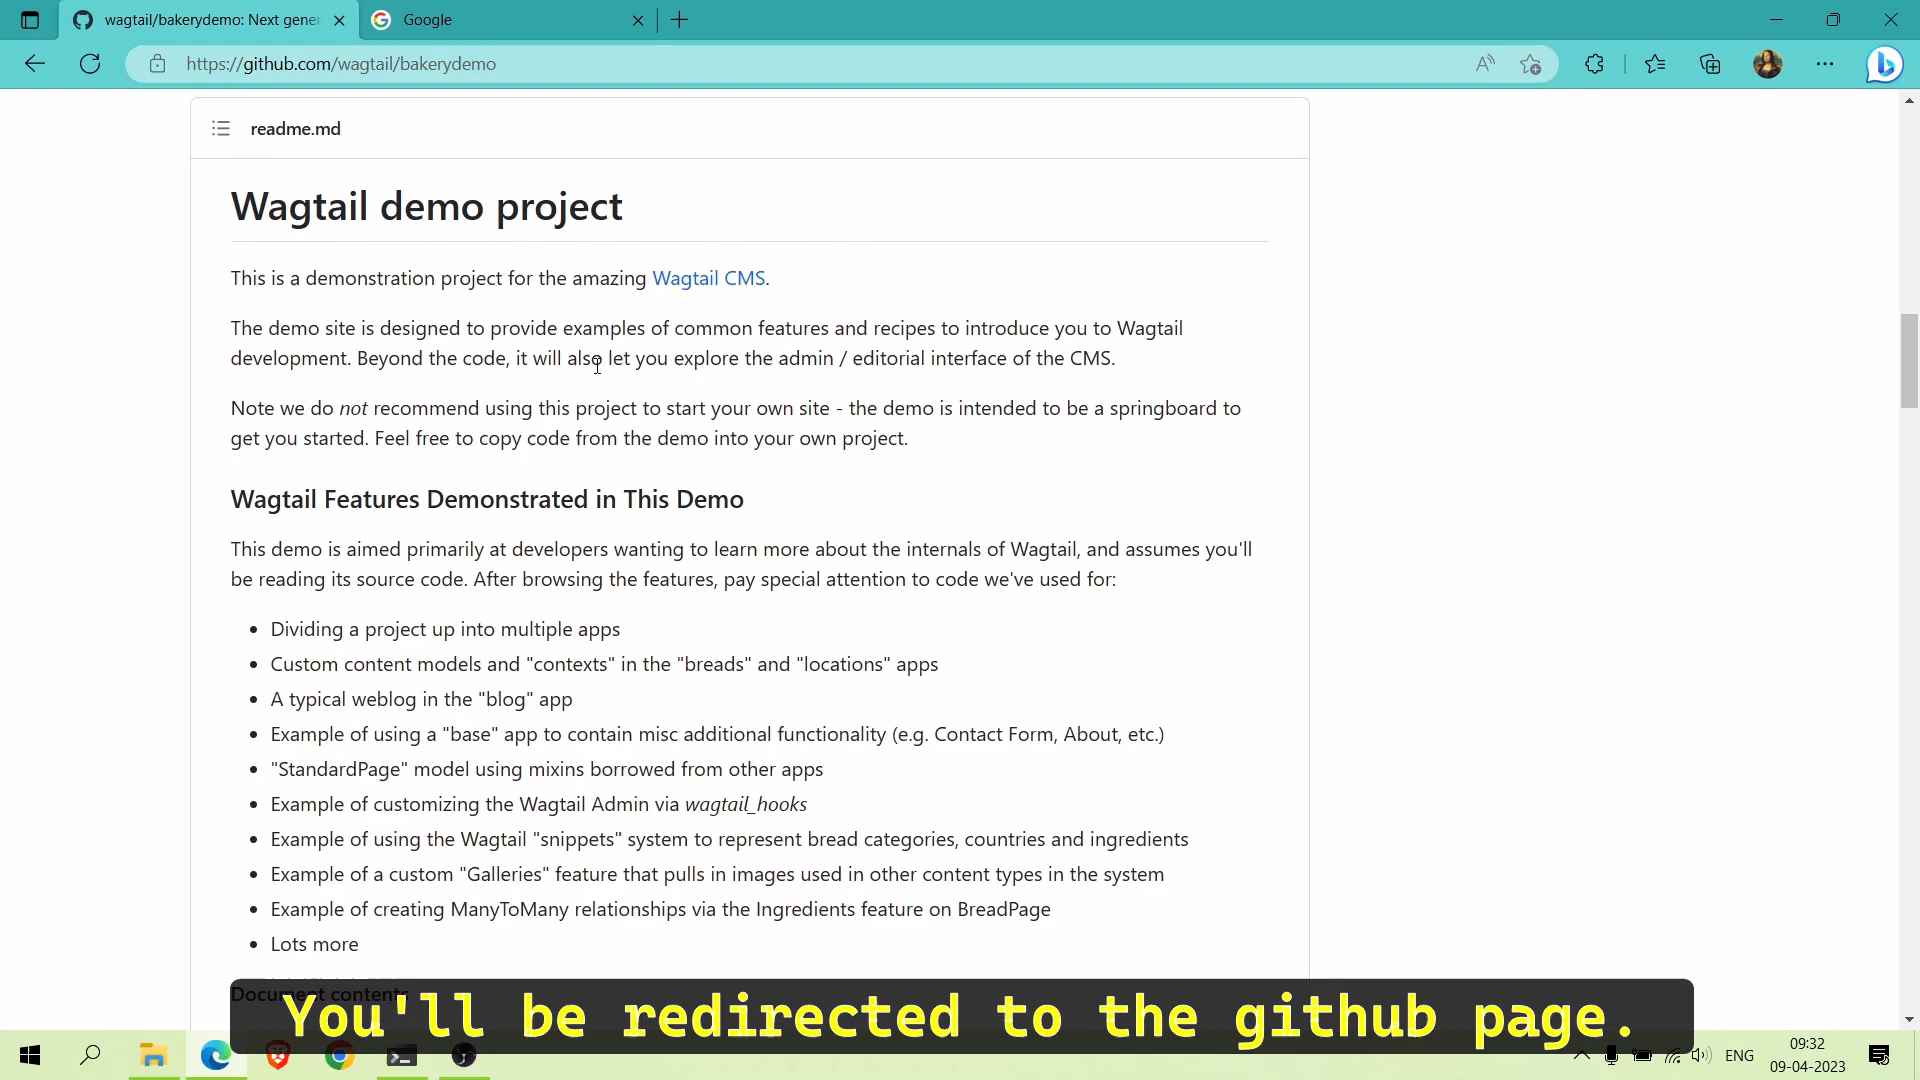 wagtail/bakerydemo: Next gener
Google
https://github.com/wagtail/bakerydemo
readme.md
Wagtail demo project
This is a demonstration project for the amazing Wagtail CMS.
The demo site is designed to provide examples of common features and recipes to introduce you to Wagtail
development. Beyond the code, it will also let you explore the admin / editorial interface of the CMS.
Note we do not recommend using this project to start your own site - the demo is intended to be a springboard to
get you started. Feel free to copy code from the demo into your own project.
Wagtail Features Demonstrated in This Demo
This demo is aimed primarily at developers wanting to learn more about the internals of Wagtail, and assumes you'll
be reading its source code. After browsing the features, pay special attention to code we've used for:
• Dividing a project up into multiple apps
• Custom content models and "contexts" in the "breads" and "locations" apps
• A typical weblog in the "blog" app
• Example of using a "base" app to contain misc additional functionality (e.g. Contact Form, About, etc.)
• "StandardPage" model using mixins borrowed from other apps
• Example of customizing the Wagtail Admin via wagtail_hooks
• Example of using the Wagtail "snippets" system to represent bread categories, countries and ingredients
• Example of a custom "Galleries" feature that pulls in images used in other content types in the system
• Example of creating ManyToMany relationships via the Ingredients feature on BreadPage
• Lots more
Document contents
You'll be redirected to the github page.
ENG
09:32
09-04-2023